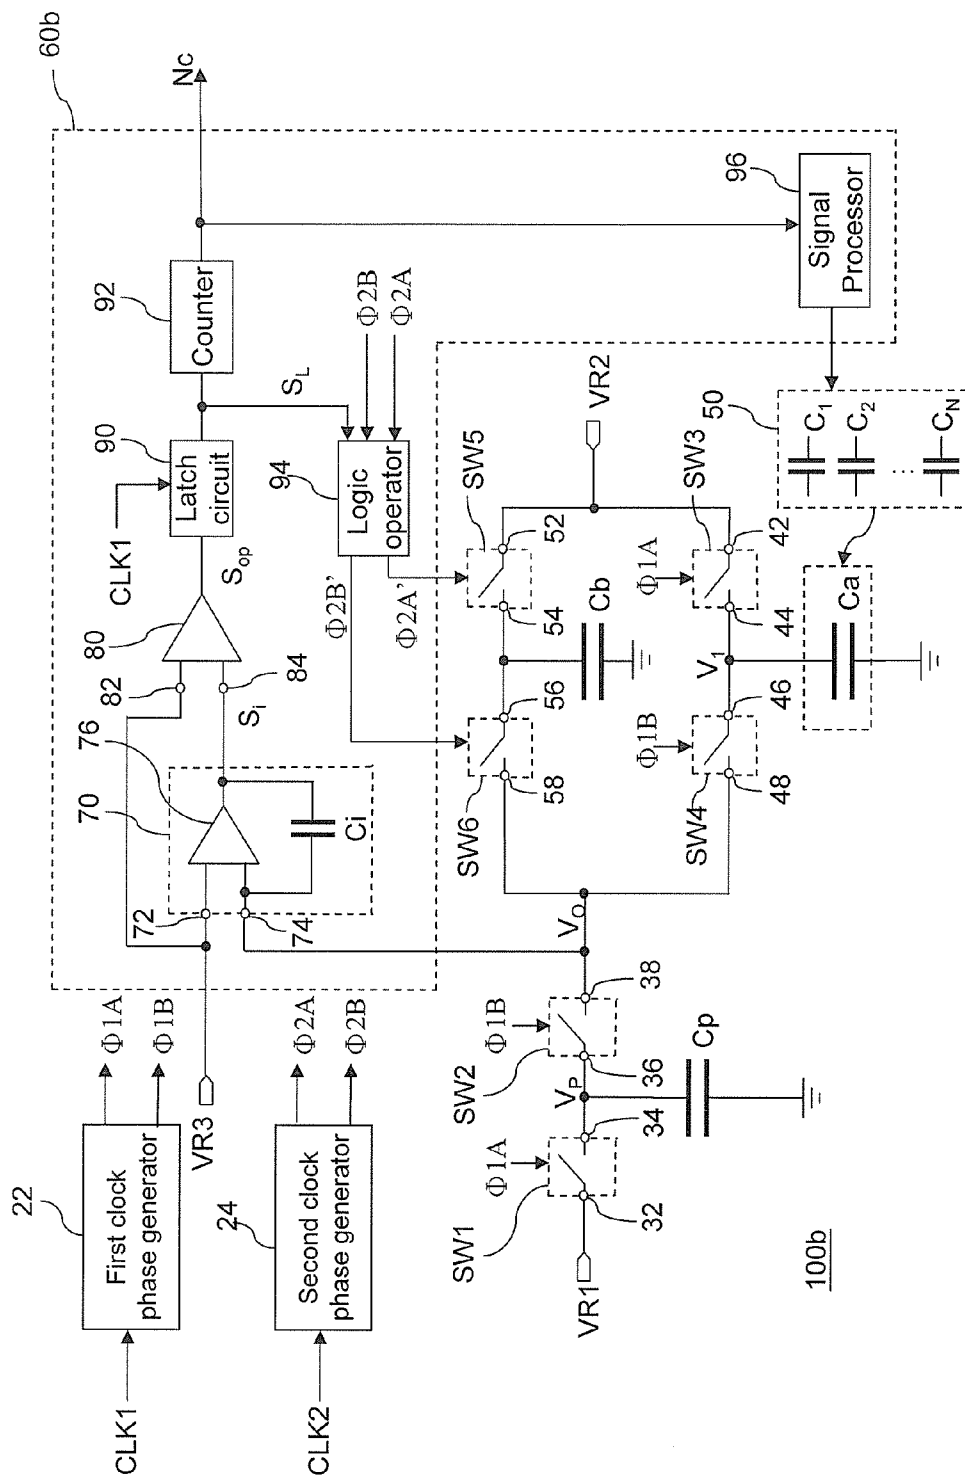 60b
Nc
92
Counter
90
Latch
circuit
CLK1
S_L
S_op
80
82
84
S_i
76
70
72
74
Ci
94
Logic
operator
Φ2B
Φ2A
Φ2B’
Φ2A’
96
Signal
Processor
50
C_1
C_2
...
C_N
22
First clock
phase generator
CLK1
Φ1A
Φ1B
VR3
24
Second clock
phase generator
CLK2
Φ2A
Φ2B
SW5
52
54
Cb
56
58
SW6
VR2
SW3
Φ1A
42
44
V_1
Ca
Φ1B
46
48
SW4
V_O
38
Φ1B
SW2
36
V_P
Cp
34
Φ1A
SW1
32
VR1
100b